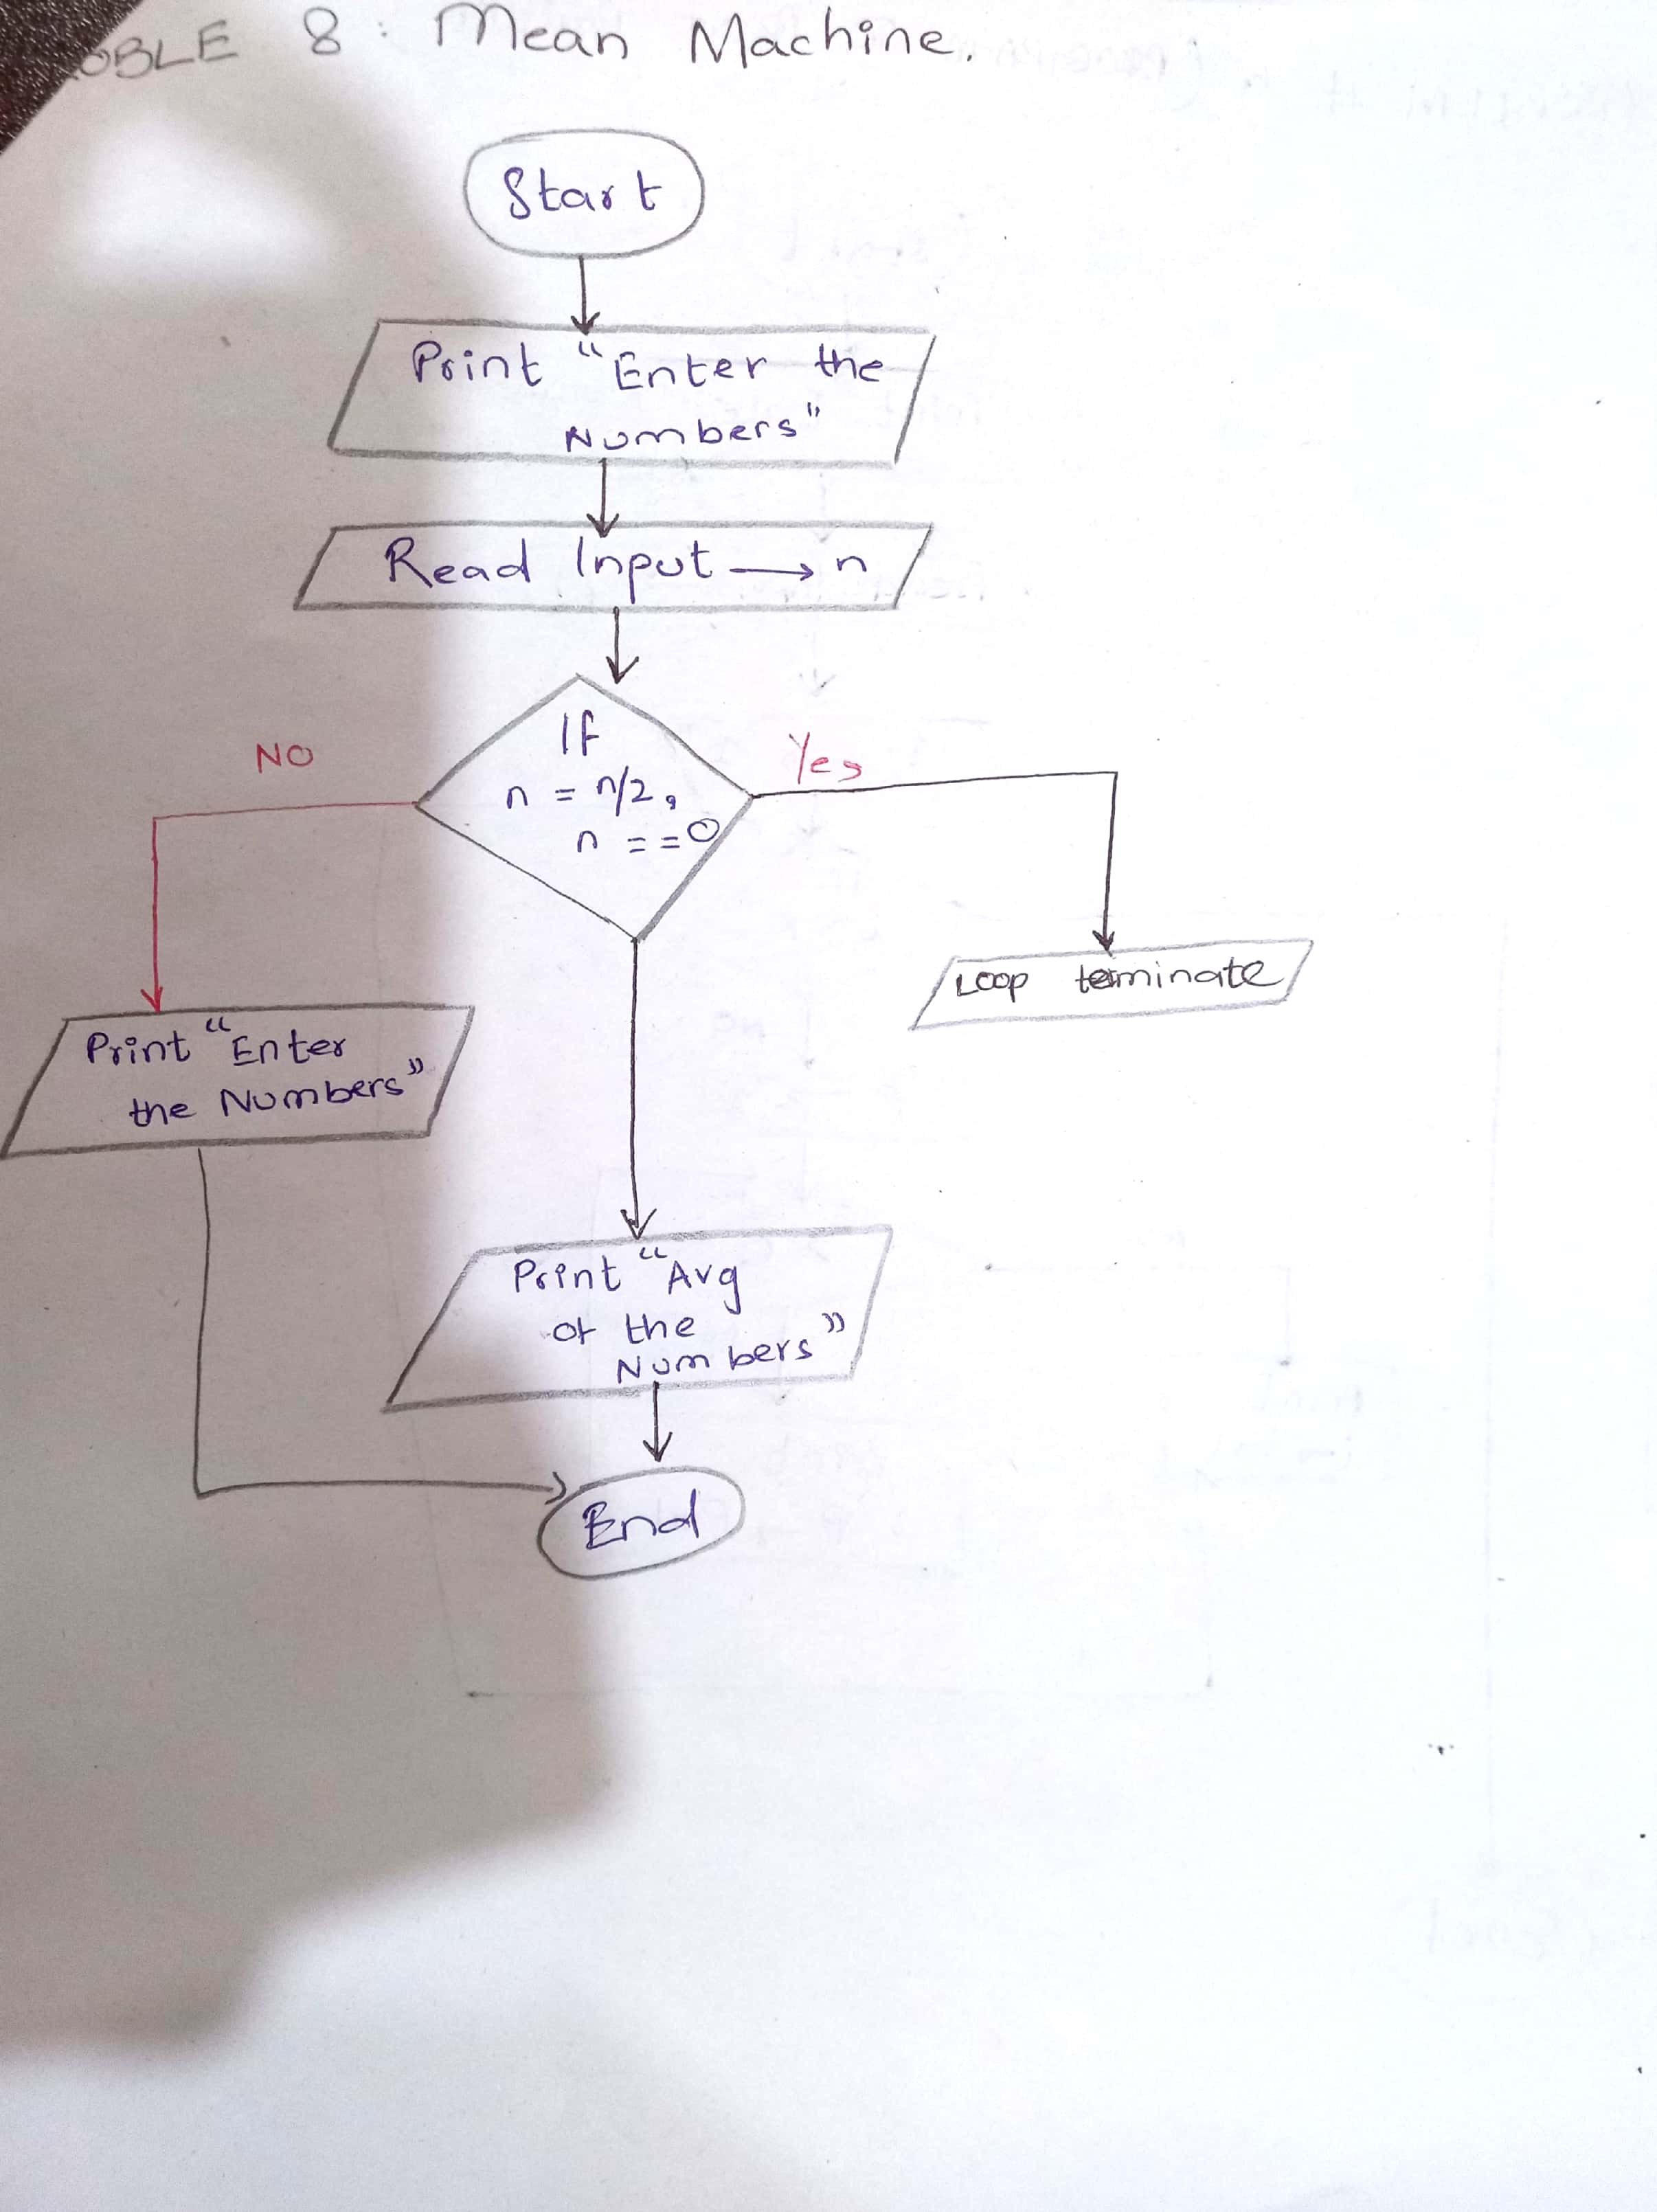 8: Mean Machine.
Start
Print "Enter the
Numbers"
Read Input → n
If
n = n/2,
n ==0
NO
Yes
Loop terminate
Print "Enter
the Numbers"
Print "Avg
of the
Numbers"
End